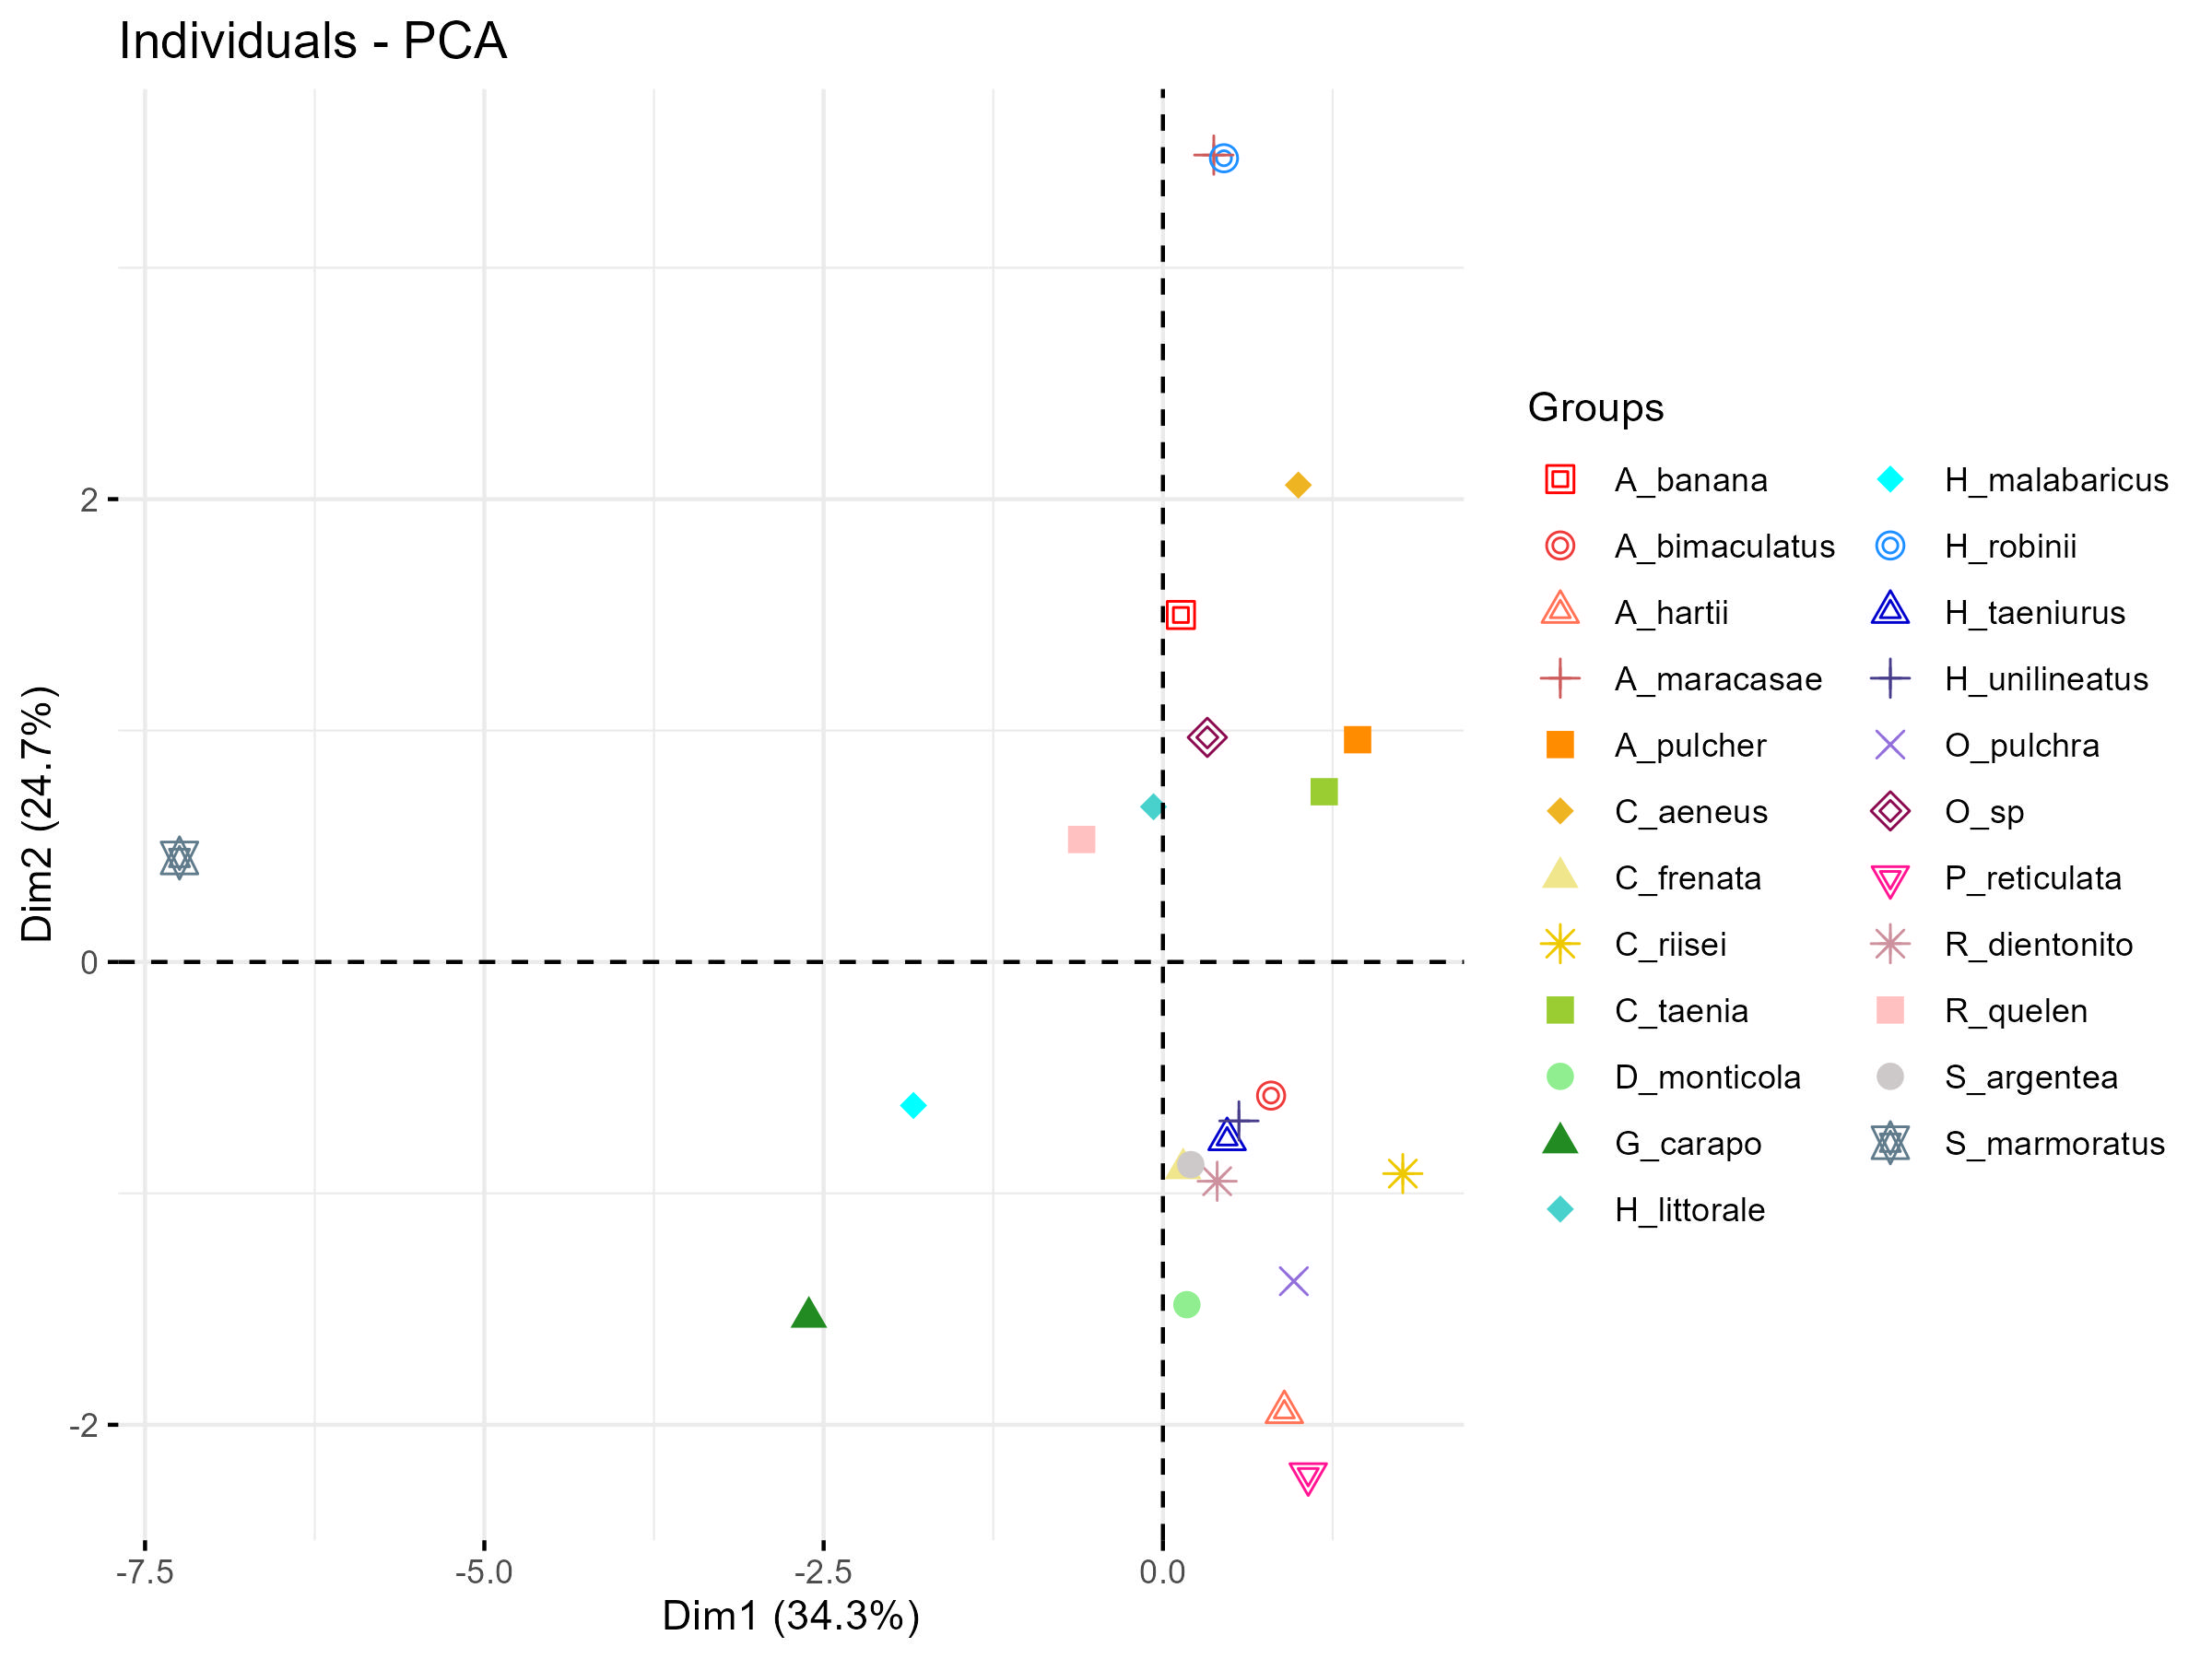 Individuals - PCA
Dim2 (24.7%)
2
0
-2
-7.5
-5.0
-2.5
0.0
Dim1 (34.3%)
Groups
A_banana
A_bimaculatus
A_hartii
A_maracasae
A_pulcher
C_aeneus
C_frenata
C_riisei
C_taenia
D_monticola
G_carapo
H_littorale
H_malabaricus
H_robinii
H_taeniurus
H_unilineatus
O_pulchra
O_sp
P_reticulata
R_dientonito
R_quelen
S_argentea
S_marmoratus